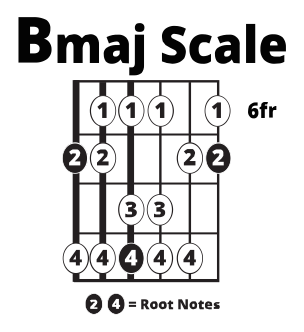 Bmaj Scale
1 1 1 1 6fr
2 2 2 2
3 3
4 4 4 4 4
2 4 = Root Notes